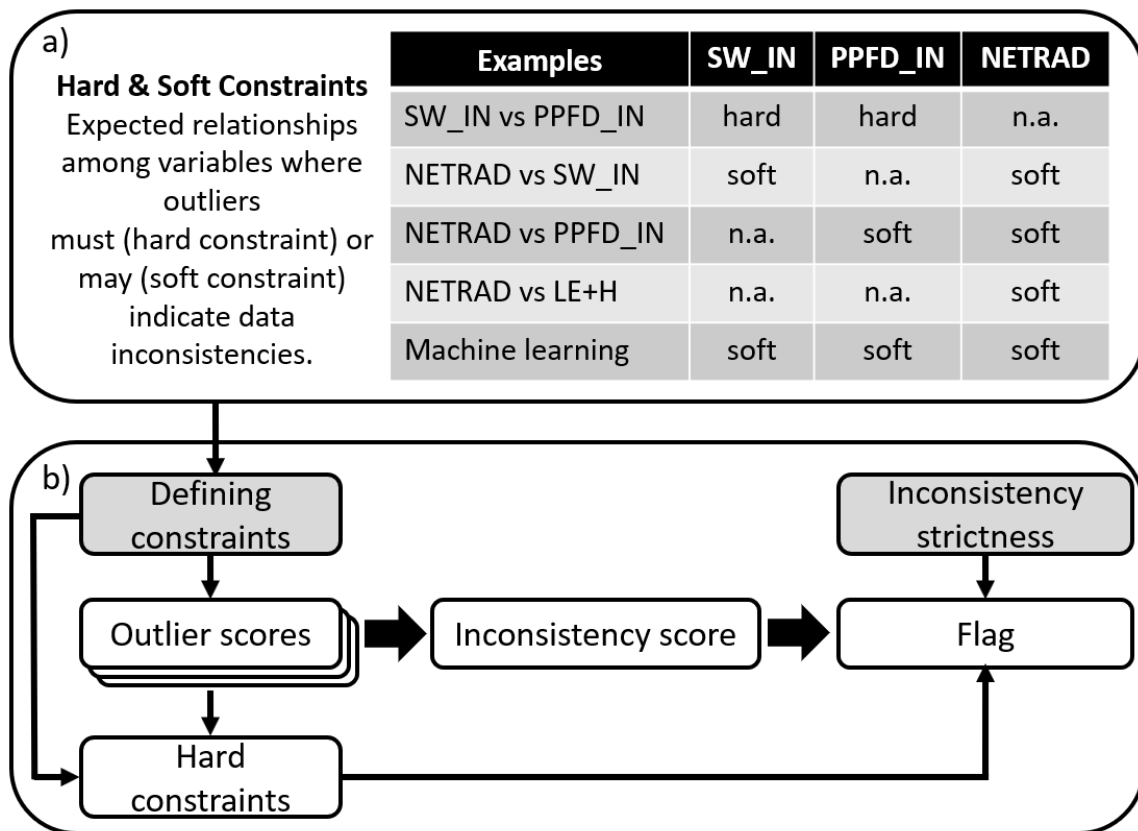 a)
Hard & Soft Constraints
Expected relationships
among variables where
outliers
must (hard constraint) or
may (soft constraint)
indicate data
inconsistencies.
Examples SW_IN PPFD_IN NETRAD
SW_IN vs PPFD_IN hard hard n.a.
NETRAD vs SW_IN soft n.a. soft
NETRAD vs PPFD_IN n.a. soft soft
NETRAD vs LE+H n.a. n.a. soft
Machine learning soft soft soft
b)
Defining
constraints
Inconsistency
strictness
Outlier scores
Inconsistency score
Flag
Hard
constraints